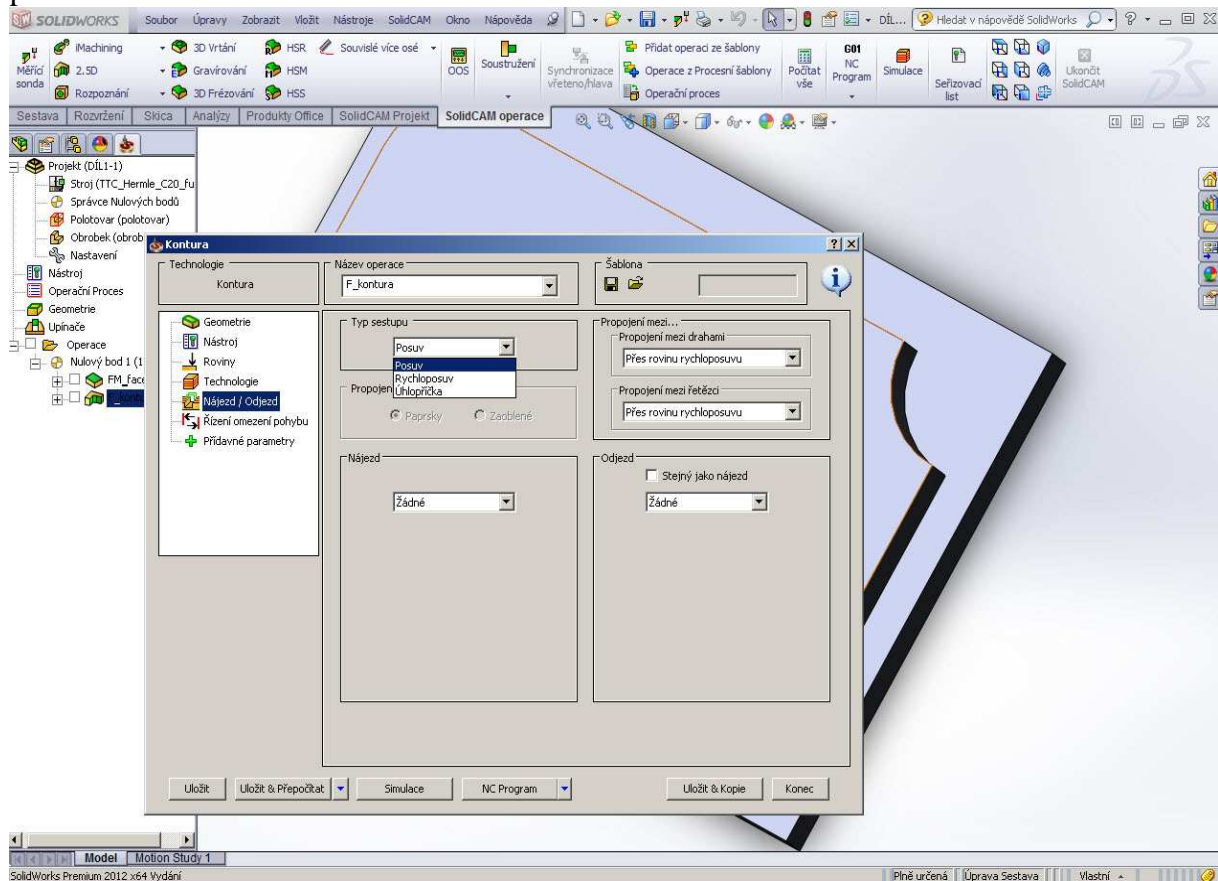 SOLIDWORKS Soubor Úpravy Zobrazit Vložit Nástroje SolidCAM Okno Nápověda DÍL... Hledat v nápovědě SolidWorks
iMachining 3D Vrtání HSR Souvislé více osé Přidat operaci ze šablony
Měřící sonda 2.5D Gravírování HSM OOS Soustružení Synchronizace vřeteno/hlava Operace z Procesní šablony Počítat vše G01 NC Program Simulace Seřizovací list Ukončit SolidCAM
Rozpoznání 3D Frézování HSS Operační proces
Sestava Rozvržení Skica Analýzy Produkty Office SolidCAM Projekt SolidCAM operace
Projekt (DÍL1-1)
Stroj (TTC_Hermle_C20_fu
Správce Nulových bodů
Polotovar (polotovar)
Obrobek (obrob
Nastavení
Nástroj
Operační Proces
Geometrie
Upínače
Operace
Nulový bod 1 (1
FM_face
Kontura
Technologie
Kontura
Název operace
F_kontura
Šablona
Geometrie
Nástroj
Roviny
Technologie
Nájezd / Odjezd
Řízení omezení pohybu
Přídavné parametry
Typ sestupu
Posuv
Posuv
Rychloposuv
Úhlopříčka
Propojen
Paprsky Zaoblené
Propojení mezi...
Propojení mezi drahami
Přes rovinu rychloposuvu
Propojení mezi řetězci
Přes rovinu rychloposuvu
Nájezd
Žádné
Odjezd
Stejný jako nájezd
Žádné
Uložit Uložit & Přepočítat Simulace NC Program Uložit & Kopie Konec
Model Motion Study 1
SolidWorks Premium 2012 x64 Vydání Plně určená Úprava Sestava Vlastní